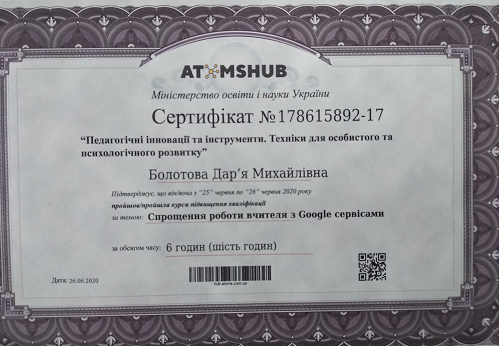 ATOMSHUB
Міністерство освіти і науки України
Сертифікат №178615892-17
“Педагогічні інновації та інструменти. Техніки для особистого та
психологічного розвитку”
Болотова Дар’я Михайлівна
Підтверджує, що він/вона з “25” червня по “26” червня 2020 року
пройшов/пройшла курси підвищення кваліфікації
за темою: Спрощення роботи вчителя з Google сервісами
за обсягом часу: 6 годин (шість годин)
Дата: 26.06.2020
hub-atoms.com.ua